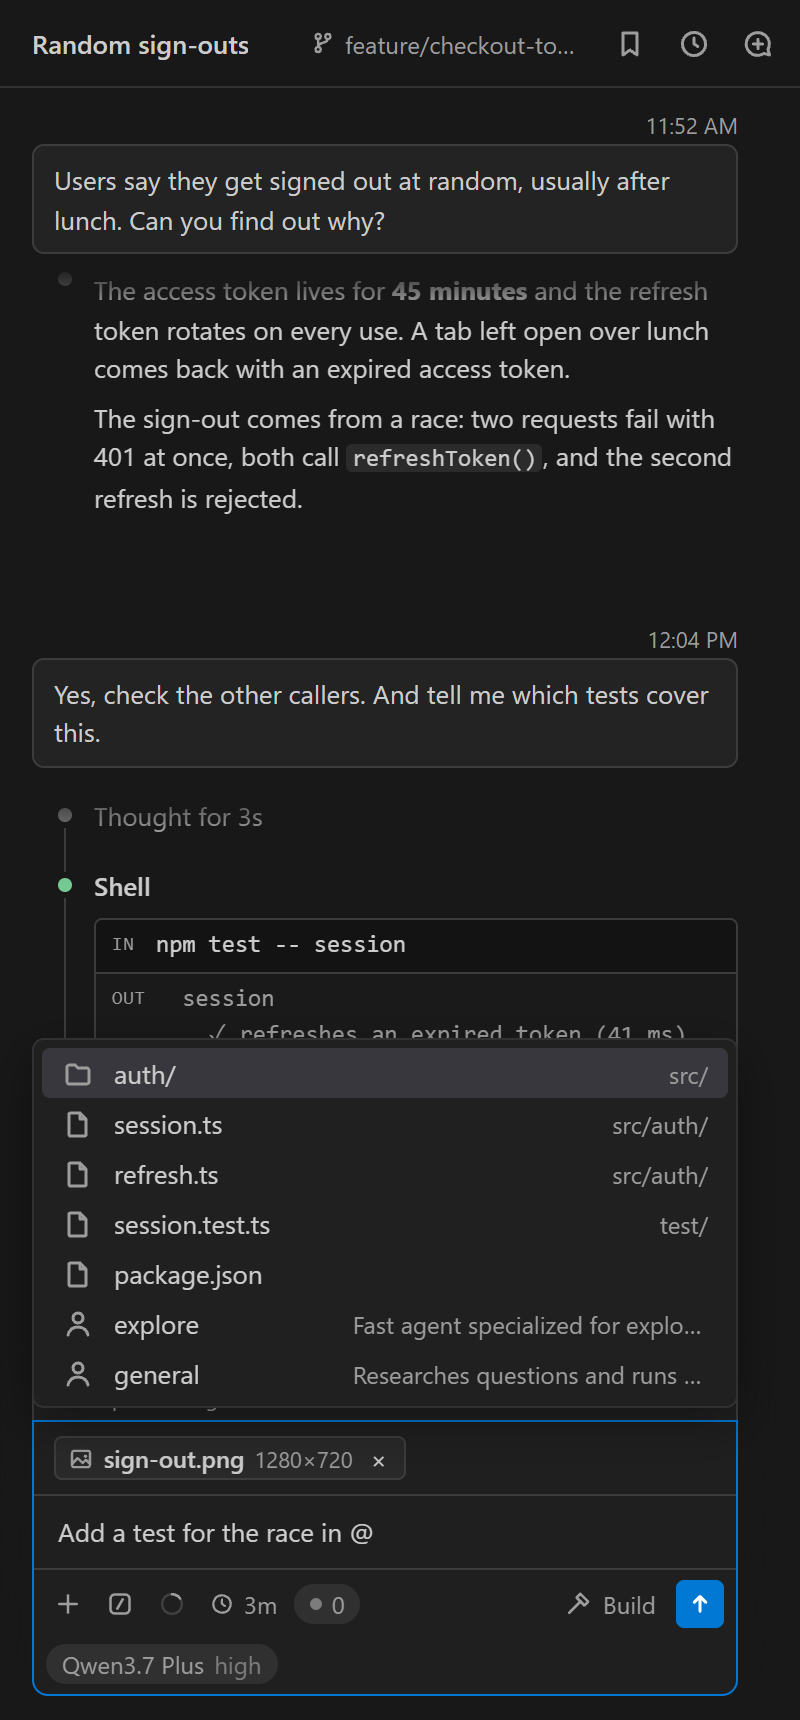 Random sign-outs
feature/checkout-to...
11:52 AM
Users say they get signed out at random, usually after
lunch. Can you find out why?
The access token lives for 45 minutes and the refresh
token rotates on every use. A tab left open over lunch
comes back with an expired access token.
The sign-out comes from a race: two requests fail with
401 at once, both call refreshToken(), and the second
refresh is rejected.
12:04 PM
Yes, check the other callers. And tell me which tests cover
this.
Thought for 3s
Shell
IN npm test -- session
OUT session
✓ refreshes an expired token (41 ms)
auth/ src/
session.ts src/auth/
refresh.ts src/auth/
session.test.ts test/
package.json
explore Fast agent specialized for explo...
general Researches questions and runs ...
sign-out.png 1280×720 ×
Add a test for the race in @
3m 0 Build
Qwen3.7 Plus high